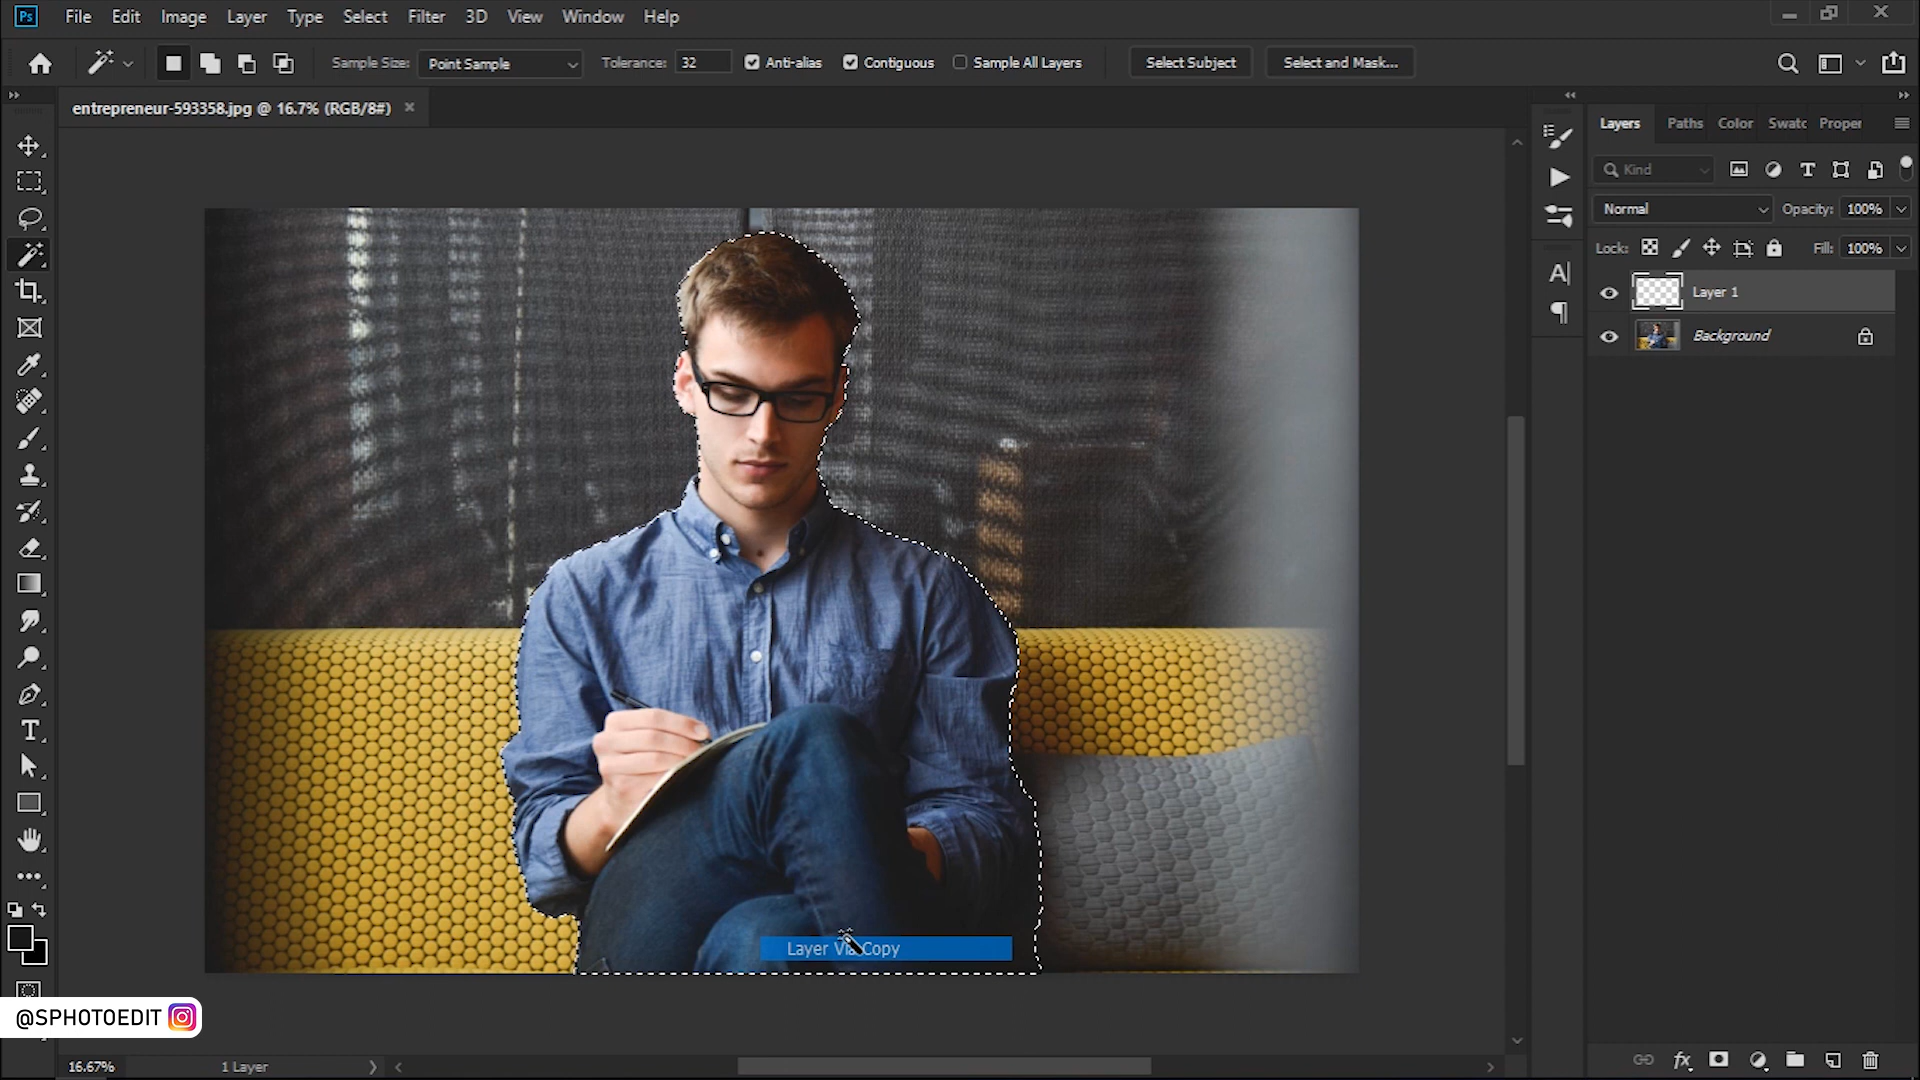 Ps File Edit Image Layer Type Select Filter 3D View Window Help
Sample Size: Point Sample Tolerance: 32 Anti-alias Contiguous Sample All Layers Select Subject Select and Mask...
entrepreneur-593358.jpg @ 16.7% (RGB/8#)
Layers Paths Color Swatc Proper
Kind
Normal Opacity: 100%
Lock: Fill: 100%
Layer 1
Background
Layer Via Copy
@SPHOTOEDIT
16.67% 1 Layer